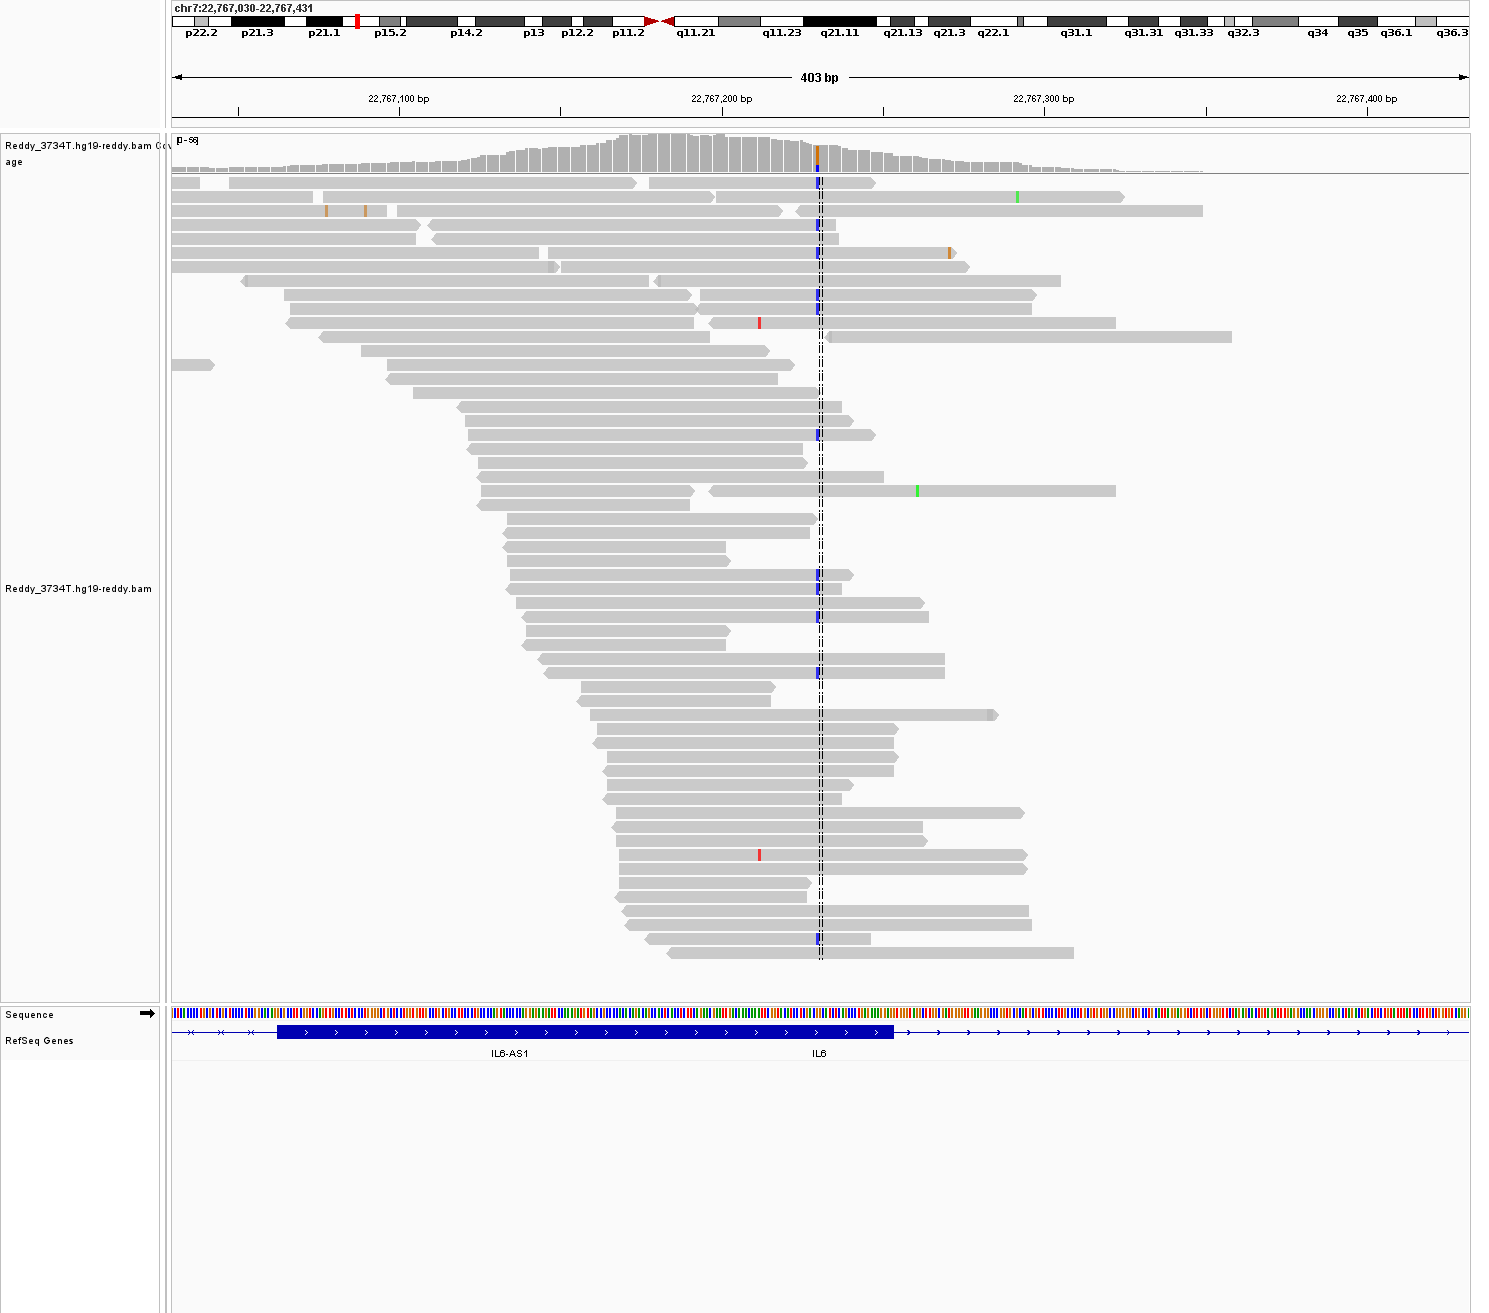 chr7:22,767,030-22,767,431
p22.2 p21.3 p21.1 p15.2 p14.2 p13 p12.2 p11.2 q11.21 q11.23 q21.11 q21.13 q21.3 q22.1 q31.1 q31.31 q31.33 q32.3 q34 q35 q36.1 q36.3
403 bp
22,767,100 bp 22,767,200 bp 22,767,300 bp 22,767,400 bp
Reddy_3734T.hg19-reddy.bam Cov
age
[0-56]
Reddy_3734T.hg19-reddy.bam
Sequence
RefSeq Genes
IL6-AS1 IL6